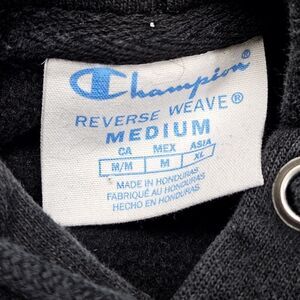 Champion®
REVERSE WEAVE®
MEDIUM
CA MEX ASIA
M/M M XL
MADE IN HONDURAS
FABRIQUÉ AU HONDURAS
HECHO EN HONDURAS